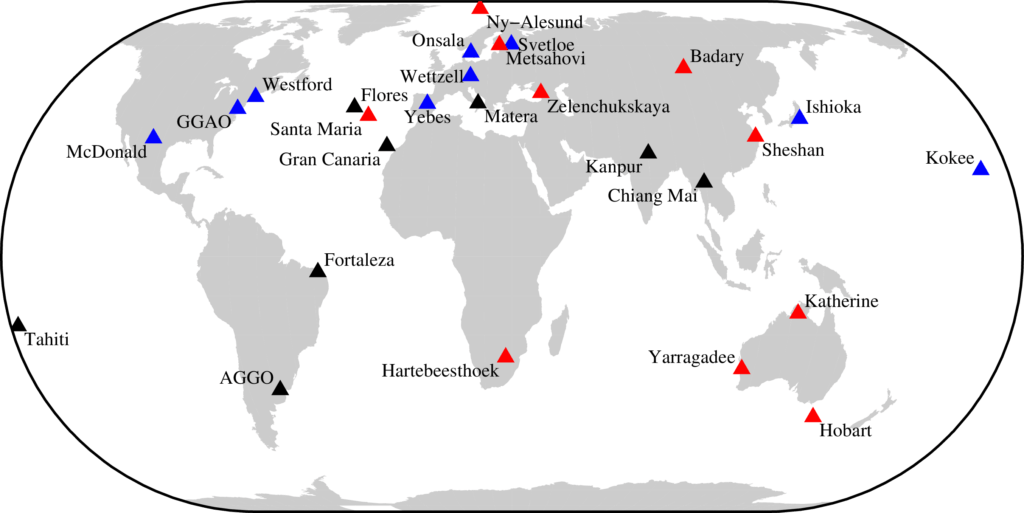 Ny−Alesund
Onsala
Svetloe
Metsahovi
Badary
Wettzell
Westford
Flores
Zelenchukskaya
Ishioka
GGAO
Yebes
Matera
Santa Maria
McDonald
Sheshan
Gran Canaria
Kanpur
Kokee
Chiang Mai
Fortaleza
Katherine
Tahiti
Yarragadee
Hartebeesthoek
AGGO
Hobart